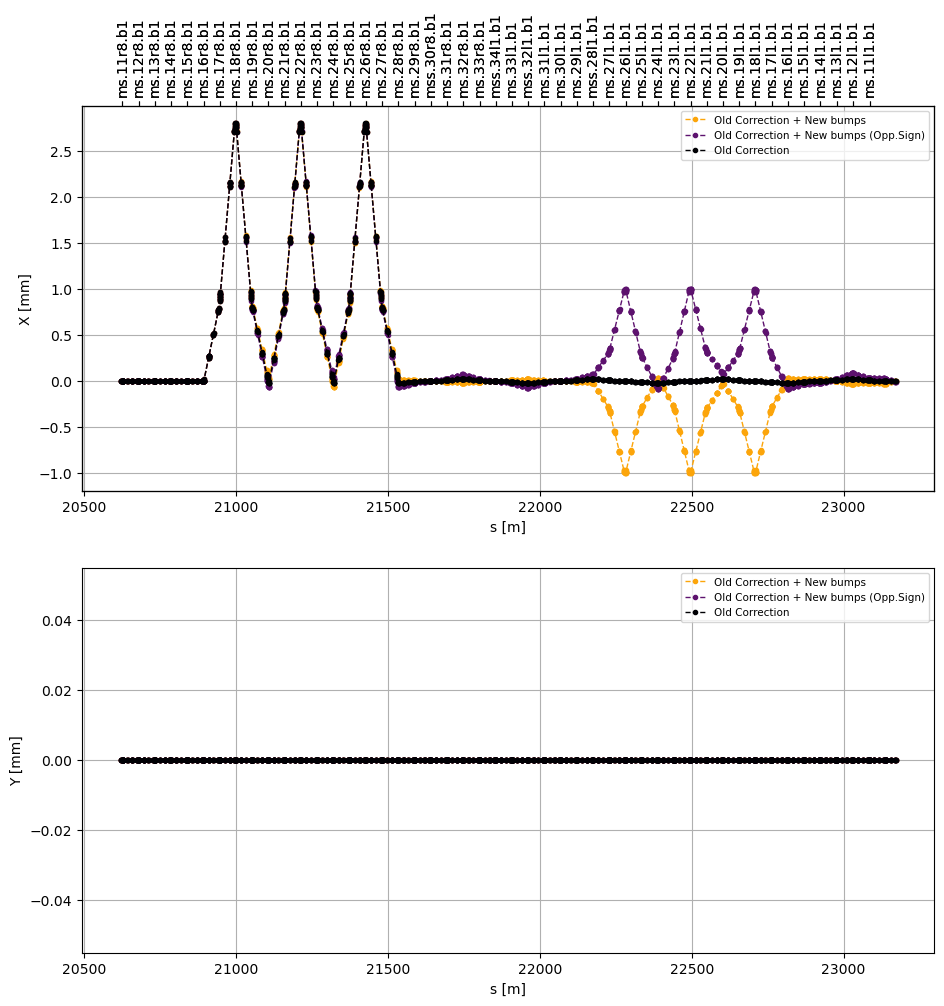 ms.11r8.b1
ms.12r8.b1
ms.13r8.b1
ms.14r8.b1
ms.15r8.b1
ms.16r8.b1
ms.17r8.b1
ms.18r8.b1
ms.19r8.b1
ms.20r8.b1
ms.21r8.b1
ms.22r8.b1
ms.23r8.b1
ms.24r8.b1
ms.25r8.b1
ms.26r8.b1
ms.27r8.b1
ms.28r8.b1
ms.29r8.b1
mss.30r8.b1
ms.31r8.b1
ms.32r8.b1
ms.33r8.b1
mss.34l1.b1
ms.33l1.b1
mss.32l1.b1
ms.31l1.b1
ms.30l1.b1
ms.29l1.b1
mss.28l1.b1
ms.27l1.b1
ms.26l1.b1
ms.25l1.b1
ms.24l1.b1
ms.23l1.b1
ms.22l1.b1
ms.21l1.b1
ms.20l1.b1
ms.19l1.b1
ms.18l1.b1
ms.17l1.b1
ms.16l1.b1
ms.15l1.b1
ms.14l1.b1
ms.13l1.b1
ms.12l1.b1
ms.11l1.b1
Old Correction + New bumps
Old Correction + New bumps (Opp.Sign)
Old Correction
X [mm]
2.5
2.0
1.5
1.0
0.5
0.0
−0.5
−1.0
20500 21000 21500 22000 22500 23000
s [m]
Old Correction + New bumps
Old Correction + New bumps (Opp.Sign)
Old Correction
Y [mm]
0.04
0.02
0.00
−0.02
−0.04
20500 21000 21500 22000 22500 23000
s [m]